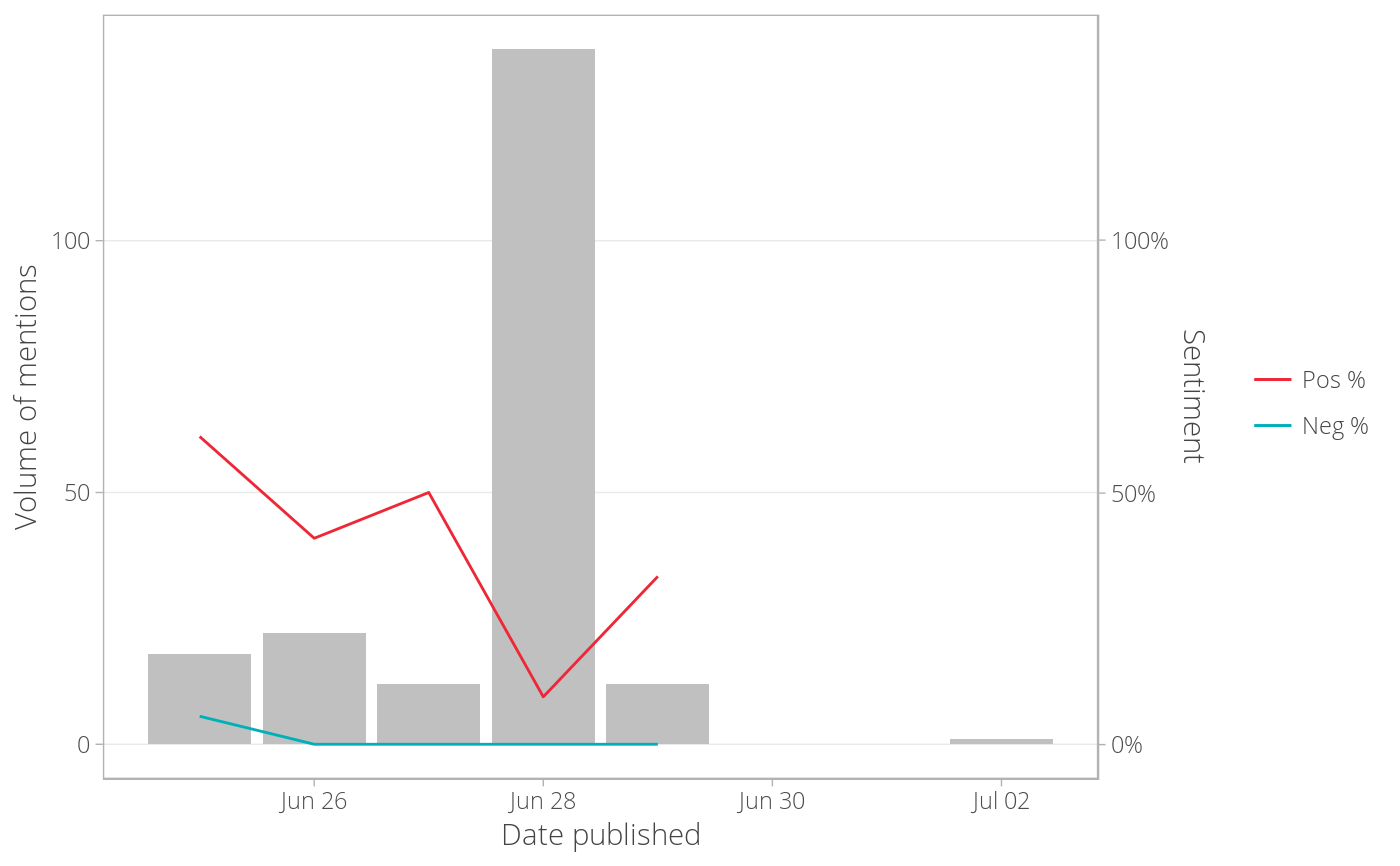 Volume of mentions
100
50
0
100%
50%
0%
Sentiment
Pos %
Neg %
Jun 26
Jun 28
Jun 30
Jul 02
Date published